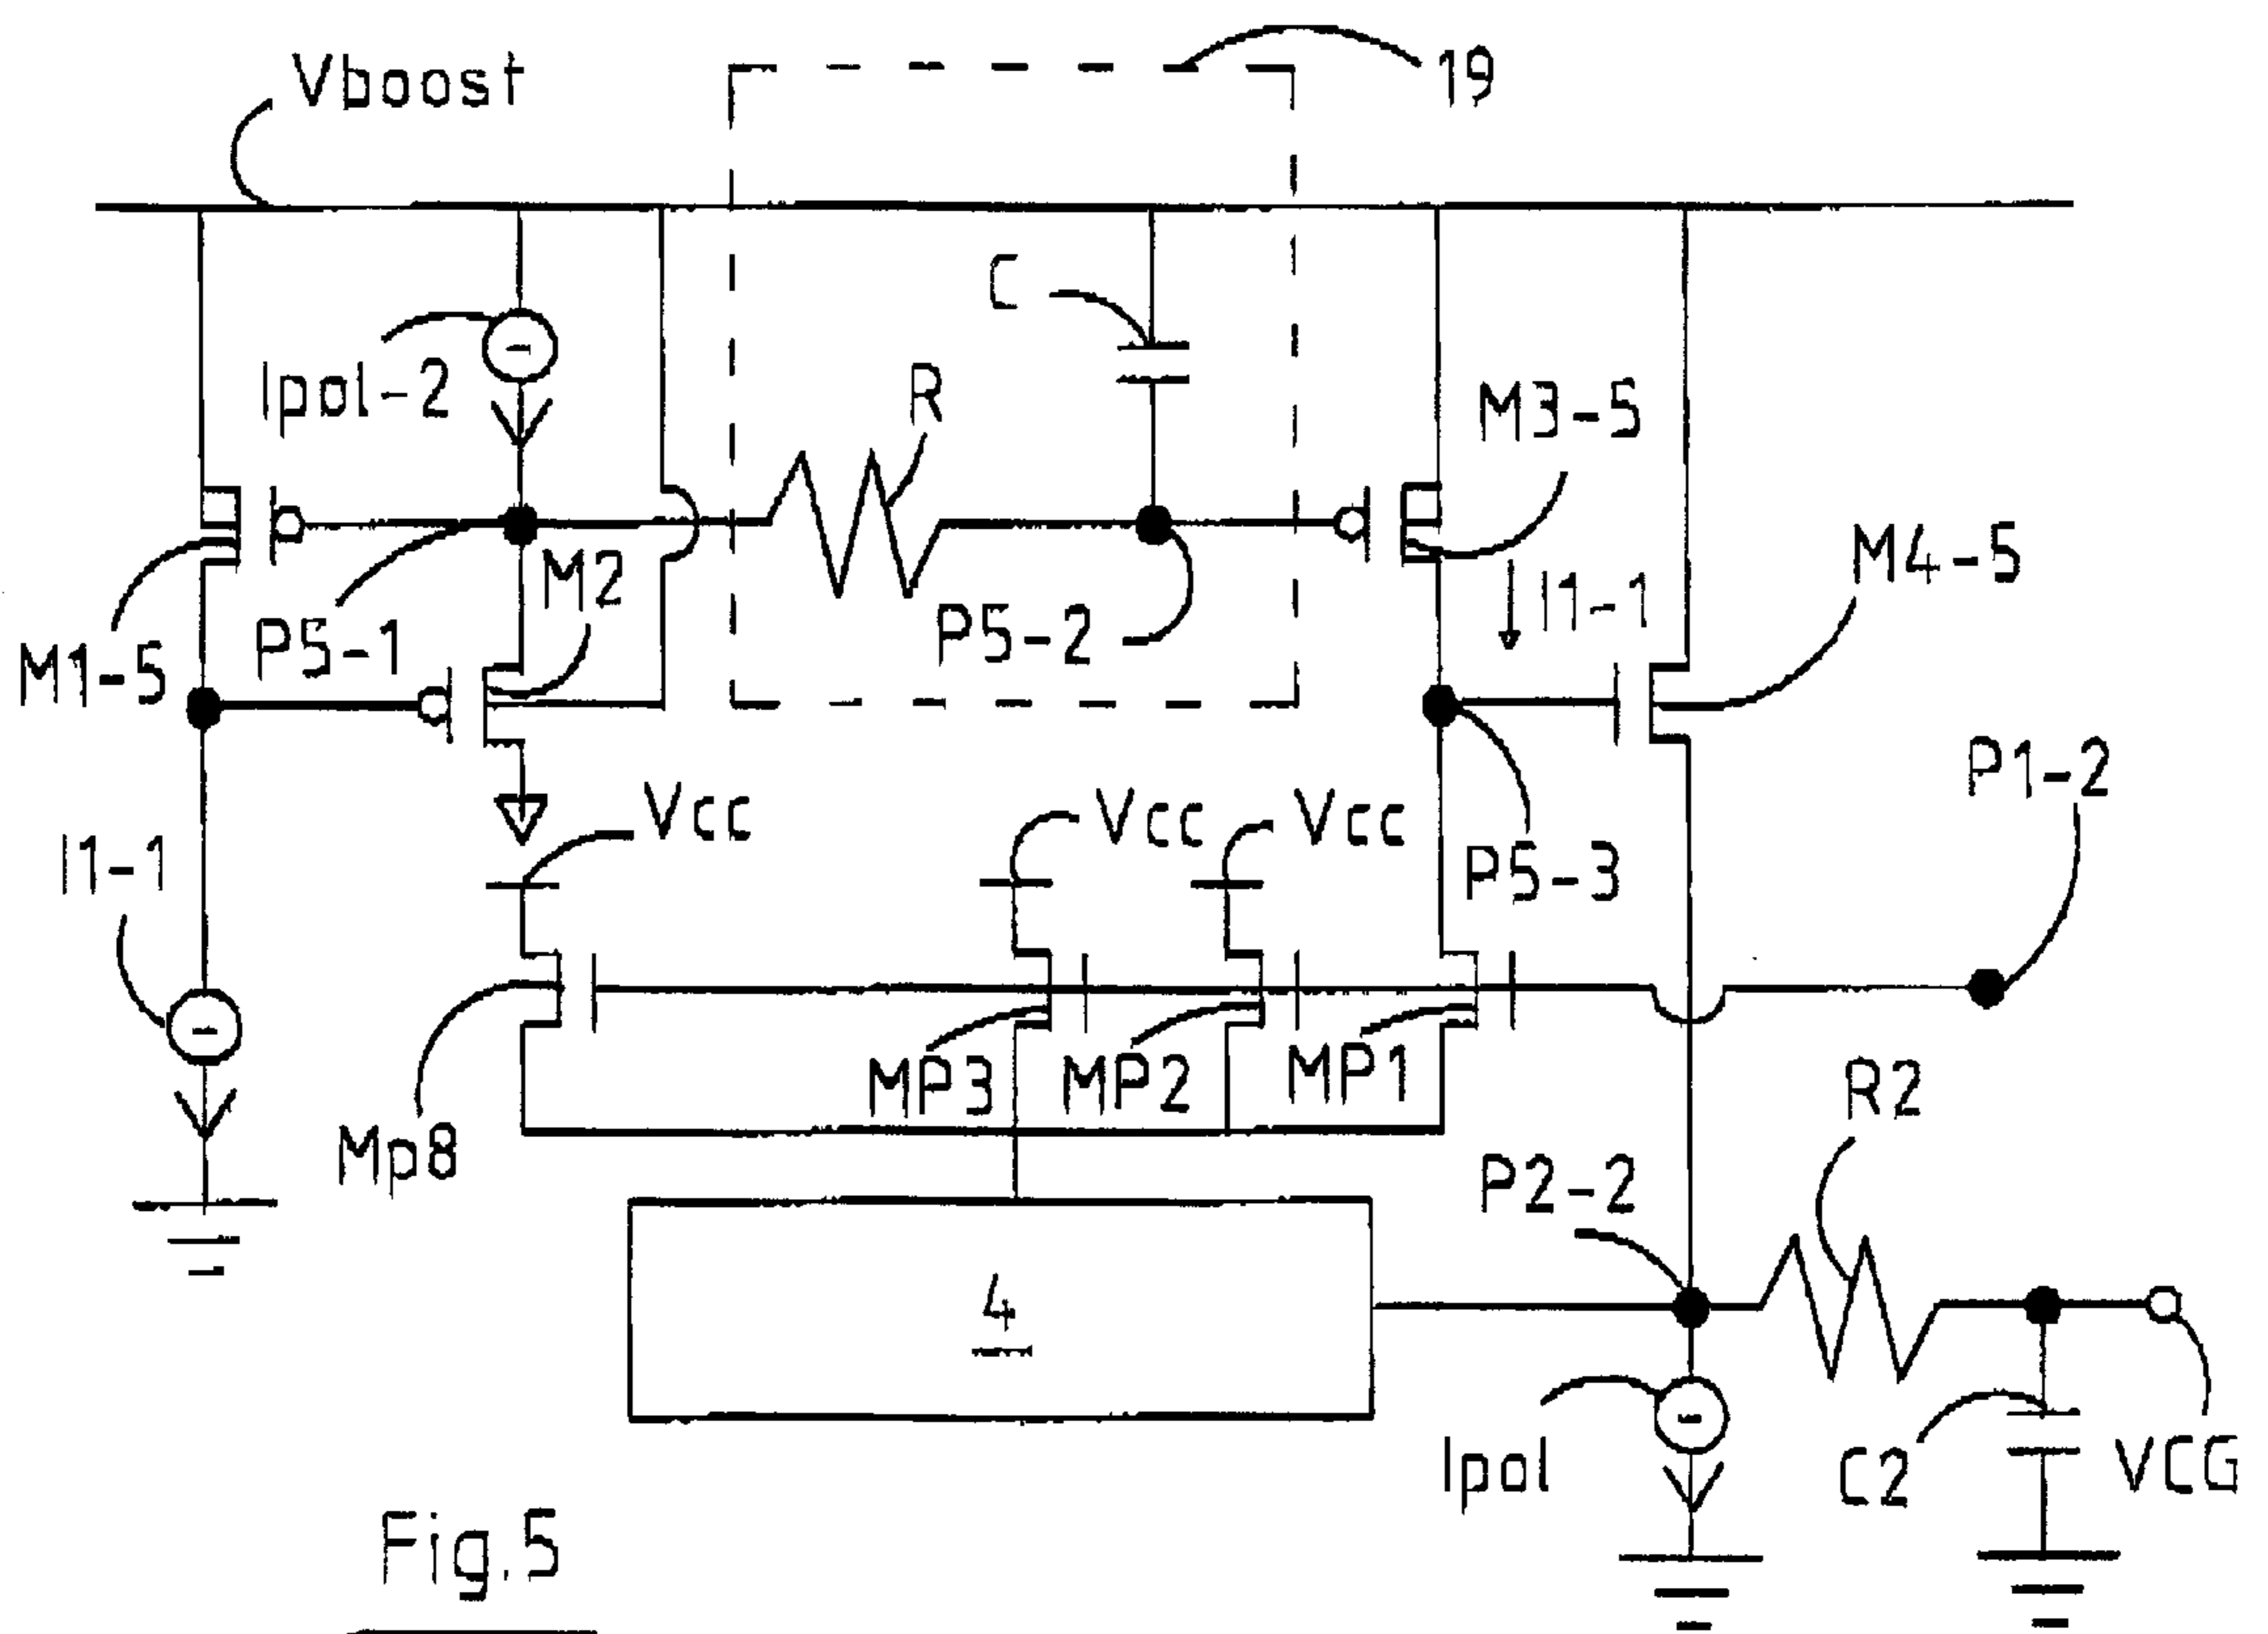 Vboost
19
C
Ipol-2
R
M3-5
M4-5
M2
I1-1
P5-1
P5-2
M1-5
P1-2
Vcc
Vcc
Vcc
I1-1
P5-3
MP3
MP2
MP1
R2
Mp8
P2-2
4
Ipol
C2
VCG
Fig.5